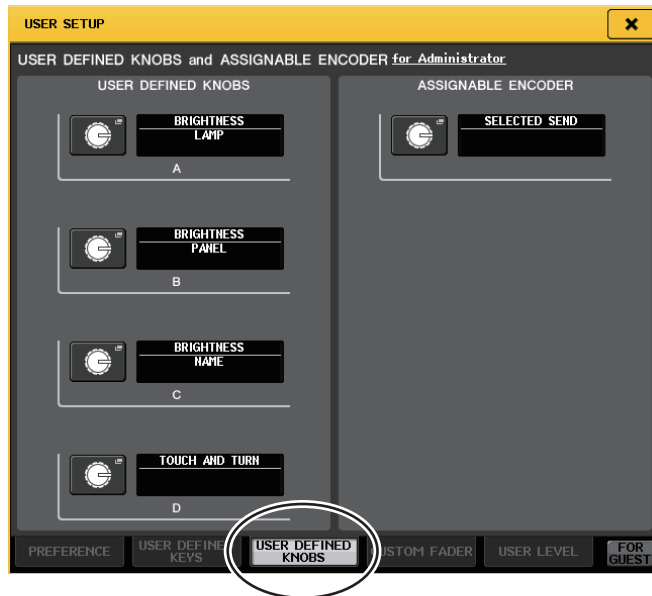 USER SETUP
USER DEFINED KNOBS and ASSIGNABLE ENCODER for Administrator
USER DEFINED KNOBS
BRIGHTNESS
LAMP
A
BRIGHTNESS
PANEL
B
BRIGHTNESS
NAME
C
TOUCH AND TURN
D
ASSIGNABLE ENCODER
SELECTED SEND
PREFERENCE
USER DEFINED
KEYS
USER DEFINED
KNOBS
CUSTOM FADER
USER LEVEL
FOR
GUEST